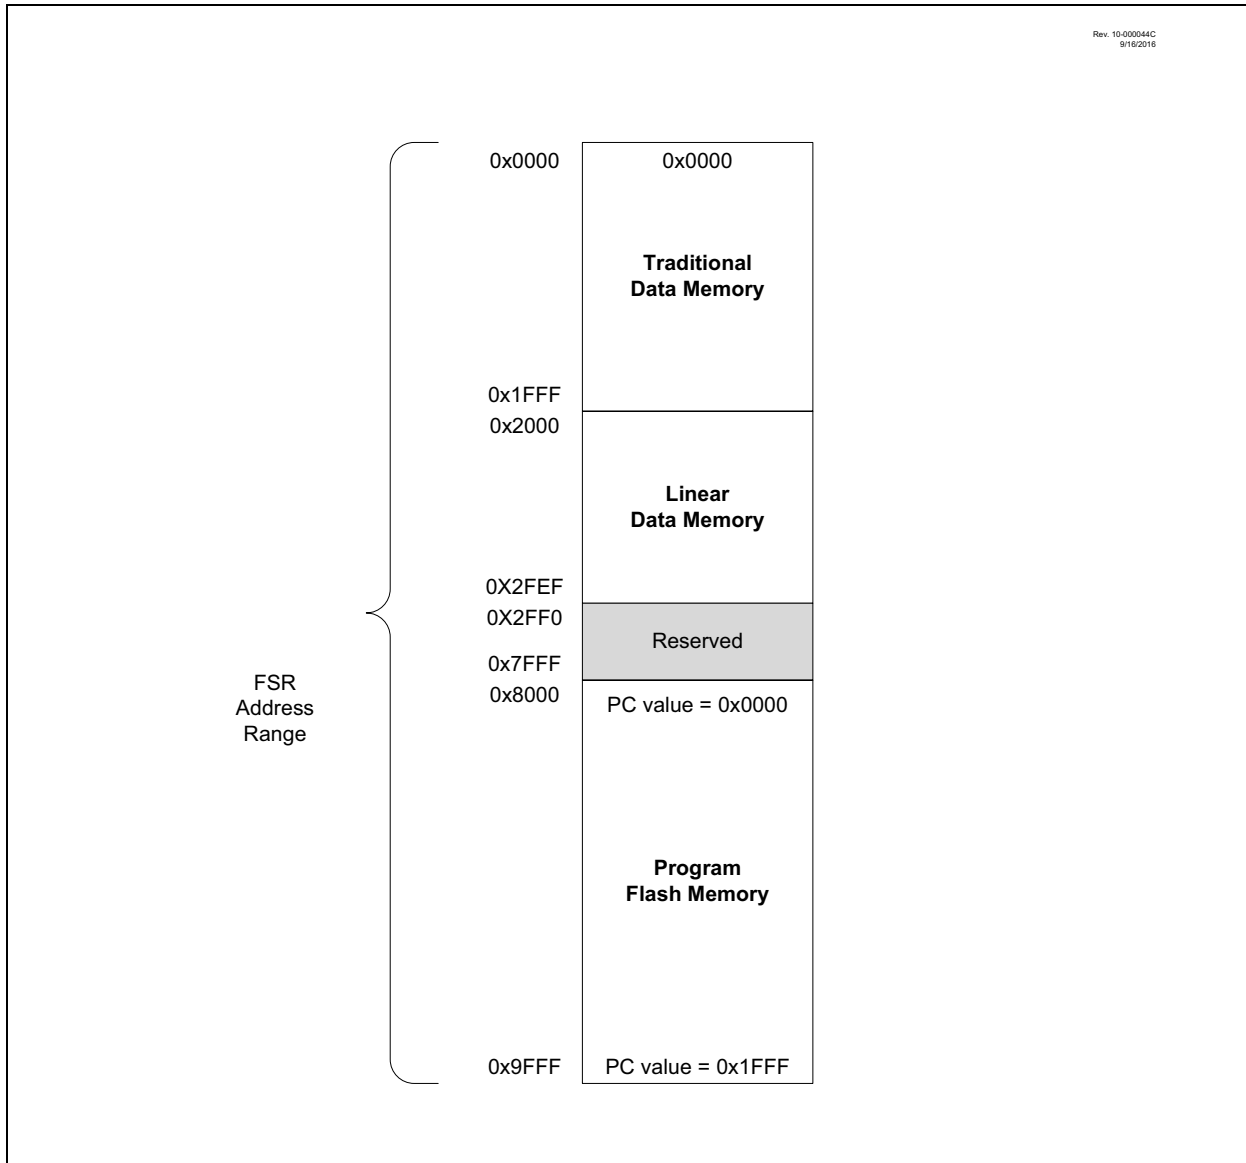 Rev. 10-000044C
9/16/2016
0x0000
0x0000
Traditional
Data Memory
0x1FFF
0x2000
Linear
Data Memory
0X2FEF
0X2FF0
Reserved
0x7FFF
0x8000
PC value = 0x0000
FSR
Address
Range
Program
Flash Memory
0x9FFF
PC value = 0x1FFF